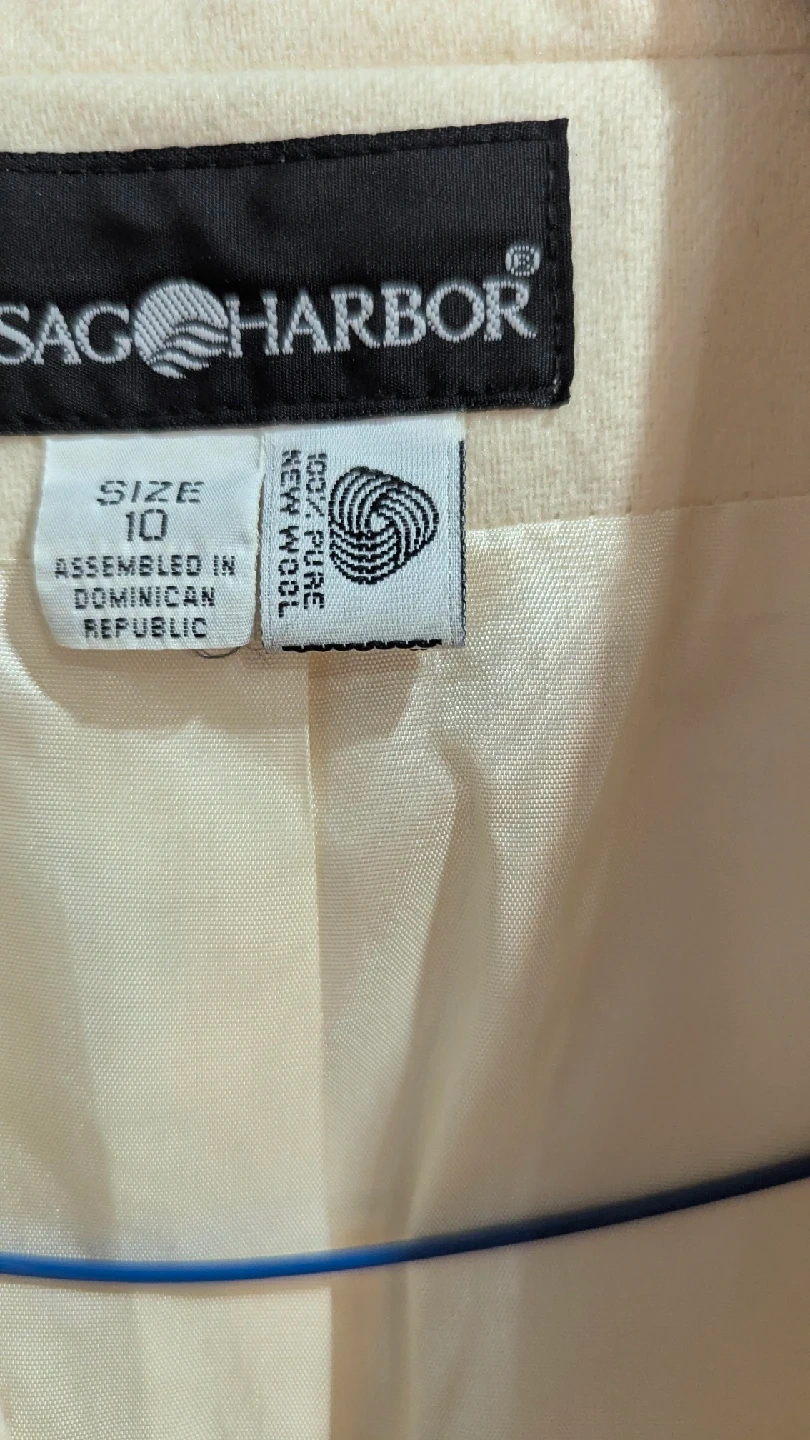 SAG HARBOR®
SIZE
10
ASSEMBLED IN
DOMINICAN
REPUBLIC
100% PURE
NEW WOOL